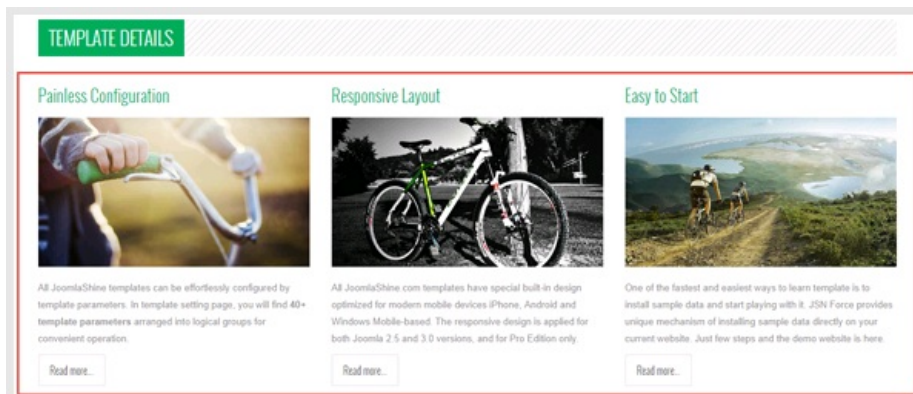 TEMPLATE DETAILS
Painless Configuration
All JoomlaShine templates can be effortlessly configured by
template parameters. In template setting page, you will find 40+
template parameters arranged into logical groups for
convenient operation.
Read more...
Responsive Layout
All JoomlaShine.com templates have special built-in design
optimized for modern mobile devices iPhone, Android and
Windows Mobile-based. The responsive design is applied for
both Joomla 2.5 and 3.0 versions, and for Pro Edition only.
Read more...
Easy to Start
One of the fastest and easiest ways to learn template is to
install sample data and start playing with it. JSN Force provides
unique mechanism of installing sample data directly on your
current website. Just few steps and the demo website is here.
Read more...